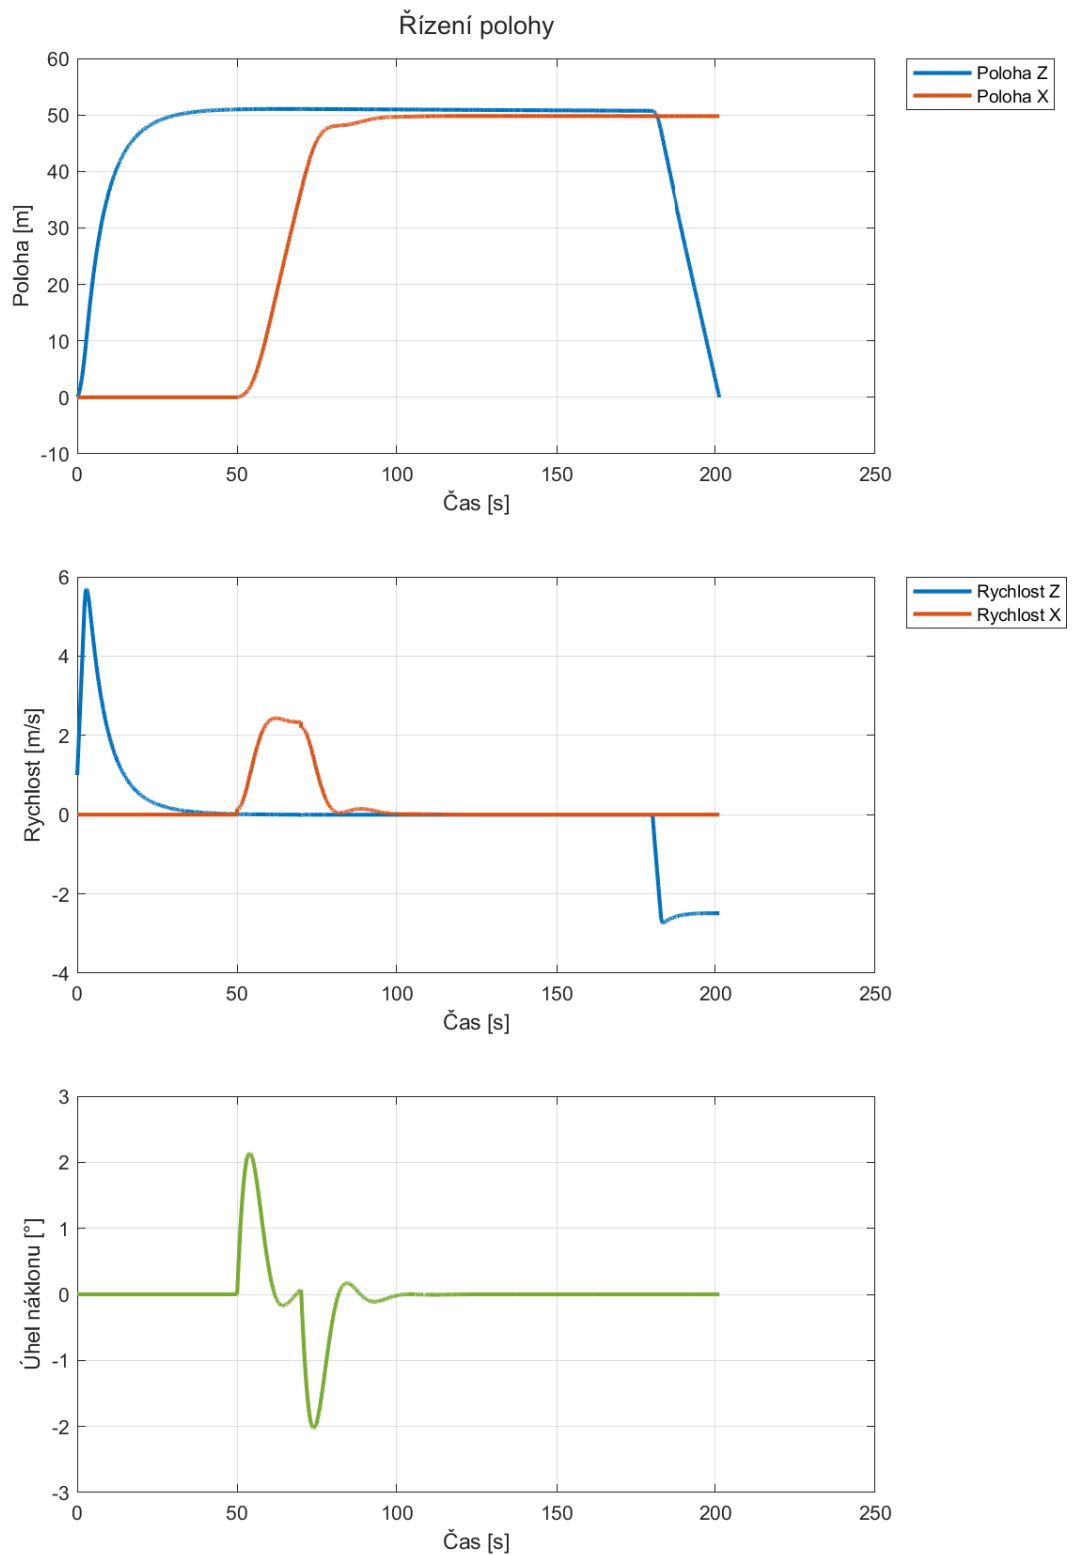 Řízení polohy
60
50
40
30
20
10
0
-10
Poloha [m]
0 50 100 150 200 250
Čas [s]
Poloha Z
Poloha X
6
4
2
0
-2
-4
Rychlost [m/s]
0 50 100 150 200 250
Čas [s]
Rychlost Z
Rychlost X
3
2
1
0
-1
-2
-3
Úhel náklonu [°]
0 50 100 150 200 250
Čas [s]